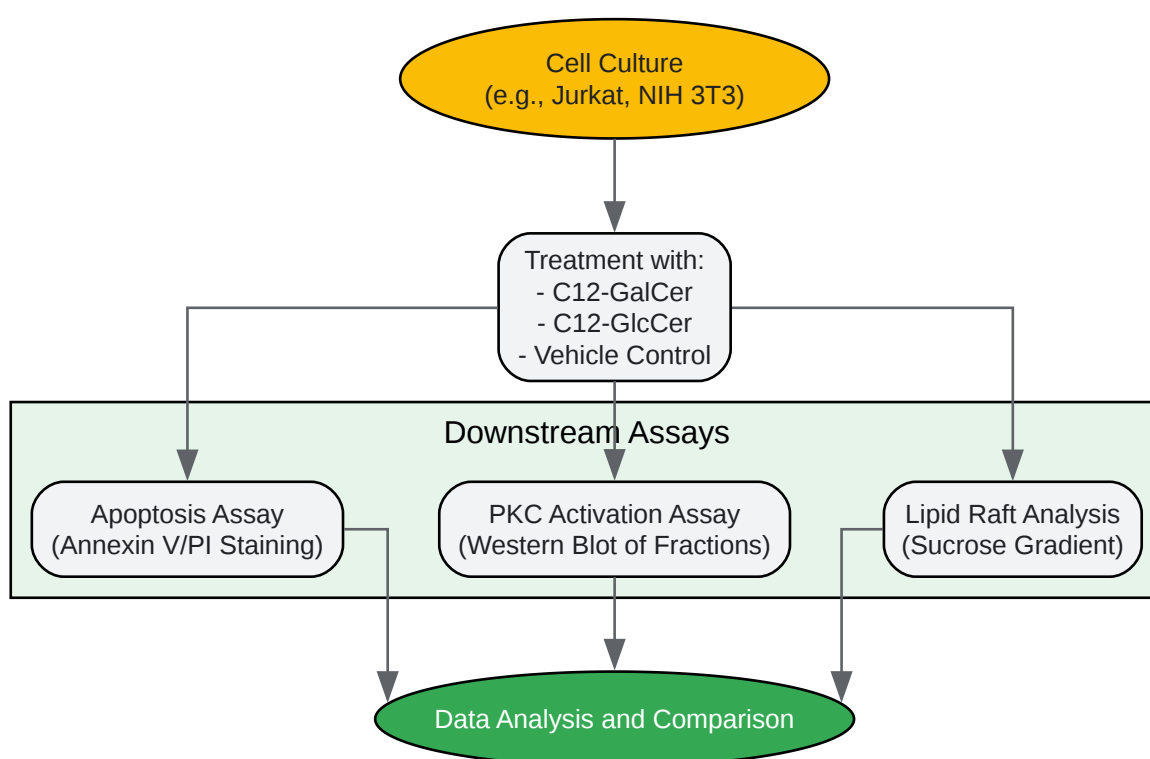 Cell Culture
(e.g., Jurkat, NIH 3T3)
Treatment with:
- C12-GalCer
- C12-GlcCer
- Vehicle Control
Downstream Assays
Apoptosis Assay
(Annexin V/PI Staining)
PKC Activation Assay
(Western Blot of Fractions)
Lipid Raft Analysis
(Sucrose Gradient)
Data Analysis and Comparison